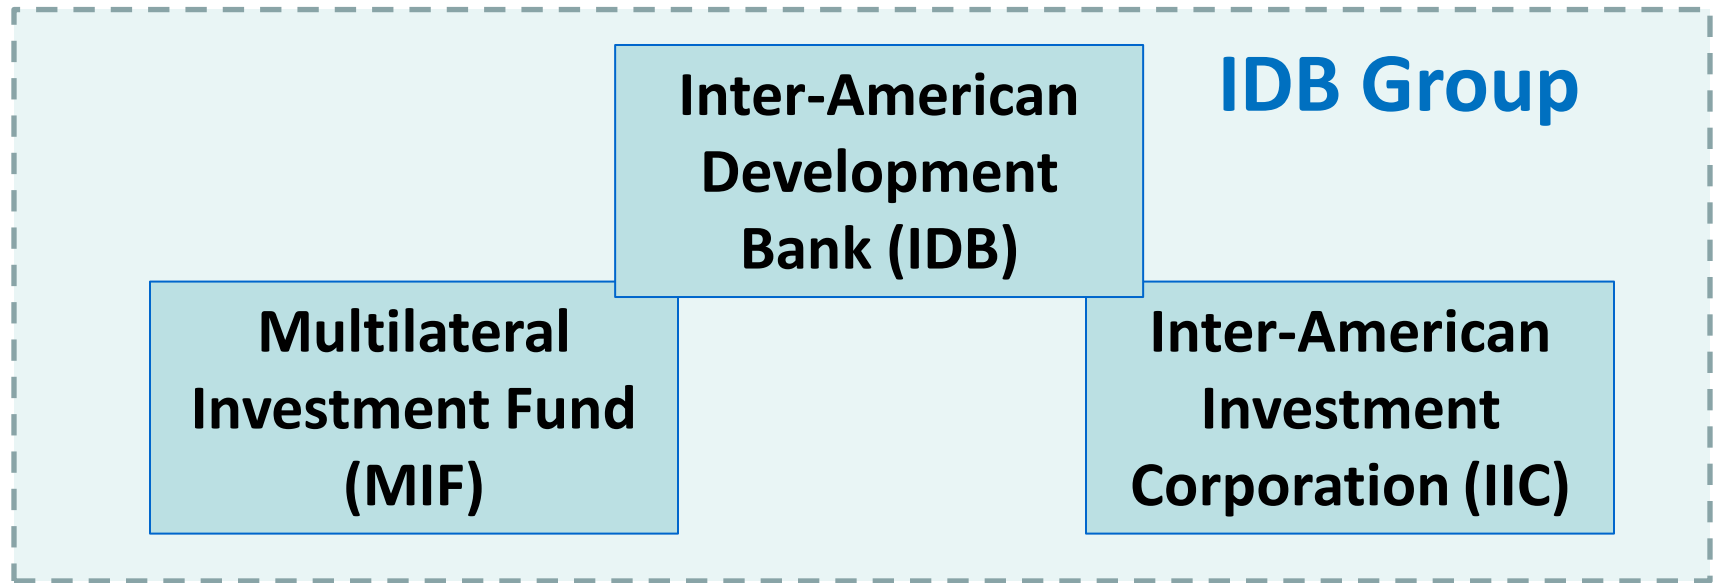 IDB Group
Inter-American
Development
Bank (IDB)
Multilateral
Investment Fund
(MIF)
Inter-American
Investment
Corporation (IIC)